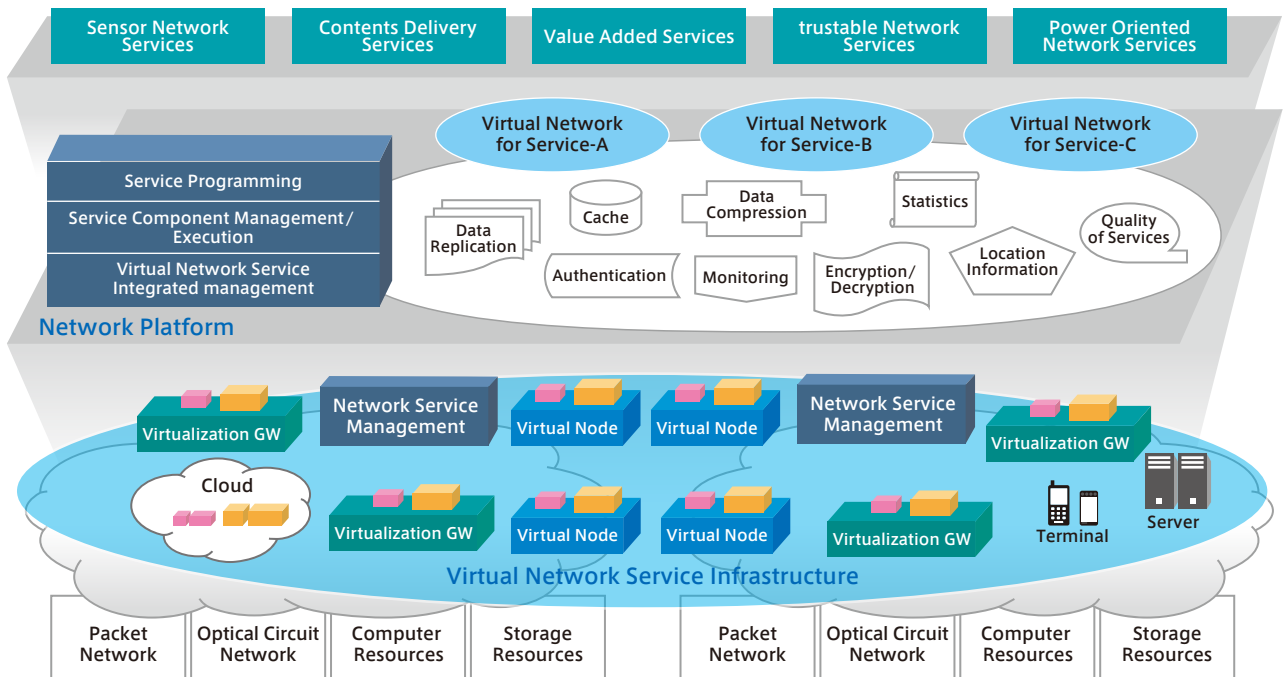 Sensor Network
Services
Contents Delivery
Services
Value Added Services
trustable Network
Services
Power Oriented
Network Services
Virtual Network
for Service-A
Virtual Network
for Service-B
Virtual Network
for Service-C
Service Programming
Service Component Management/
Execution
Virtual Network Service
Integrated management
Data
Replication
Cache
Data
Compression
Statistics
Quality
of Services
Authentication
Monitoring
Encryption/
Decryption
Location
Information
Network Platform
Virtualization GW
Network Service
Management
Virtual Node
Virtual Node
Network Service
Management
Virtualization GW
Cloud
Virtualization GW
Virtual Node
Virtual Node
Virtualization GW
Terminal
Server
Virtual Network Service Infrastructure
Packet
Network
Optical Circuit
Network
Computer
Resources
Storage
Resources
Packet
Network
Optical Circuit
Network
Computer
Resources
Storage
Resources